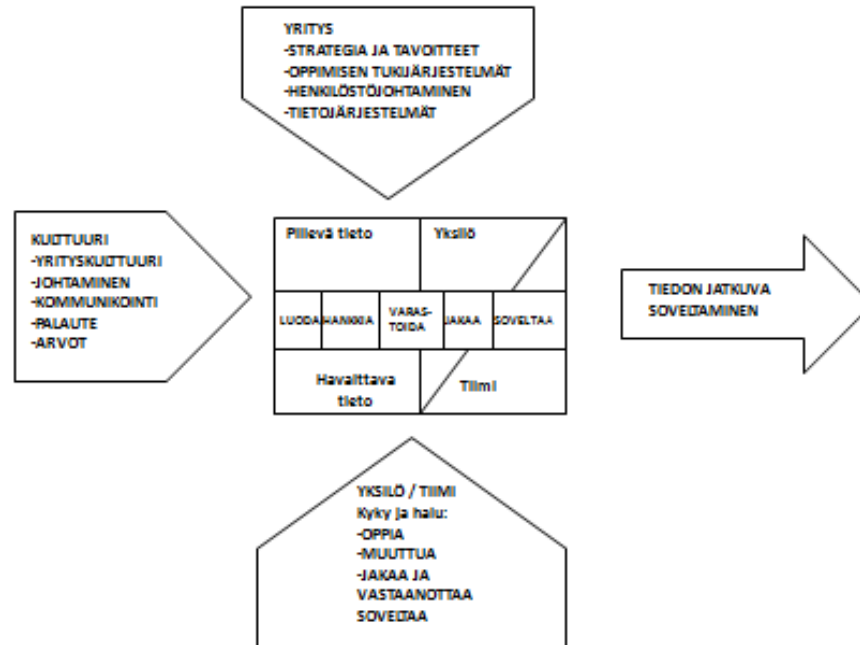 YRITYS
-STRATEGIA JA TAVOITTEET
-OPPIMISEN TUKIJÄRJESTELMÄT
-HENKILÖSTÖJOHTAMINEN
-TIETOJÄRJESTELMÄT
KULTTUURI
-YRITYSKULTTUURI
-JOHTAMINEN
-KOMMUNIKOINTI
-PALAUTE
-ARVOT
Piilevä tieto
Yksilö
LUODA
HANKKIA
VARAS-
TOIDA
JAKAA
SOVELTAA
Havaittava
tieto
Tiimi
TIEDON JATKUVA
SOVELTAMINEN
YKSILÖ / TIIMI
Kyky ja halu:
-OPPIA
-MUUTTUA
-JAKAA JA
VASTAANOTTAA
SOVELTAA